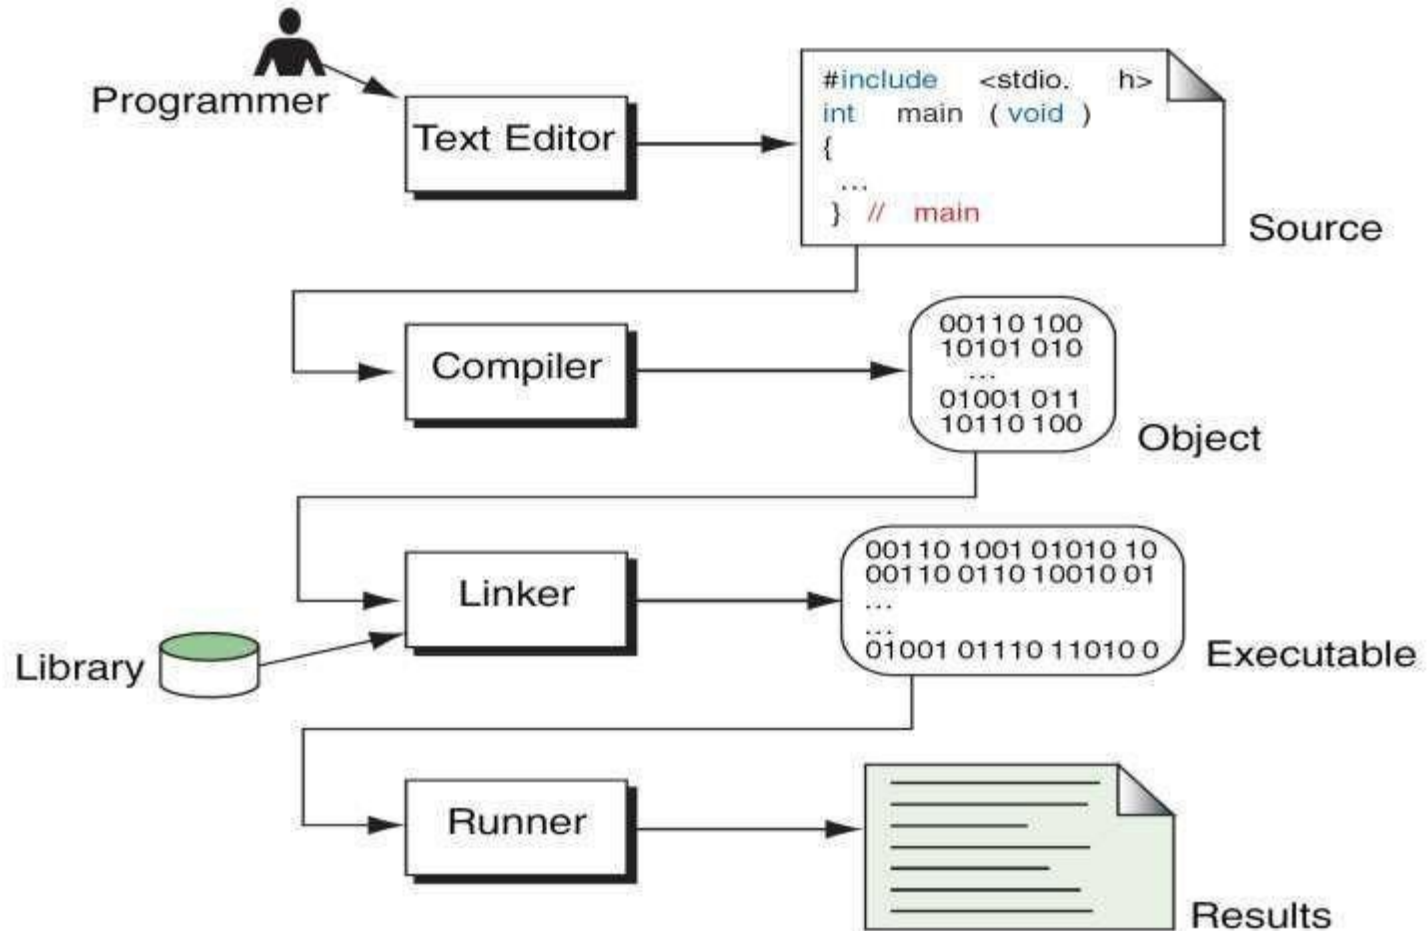 Programmer
Text Editor
#include <stdio. h>
int main ( void )
{
...
} // main
Source
Compiler
00110 100
10101 010
...
01001 011
10110 100
Object
Library
Linker
00110 1001 01010 10
00110 0110 10010 01
...
...
01001 01110 11010 0
Executable
Runner
Results